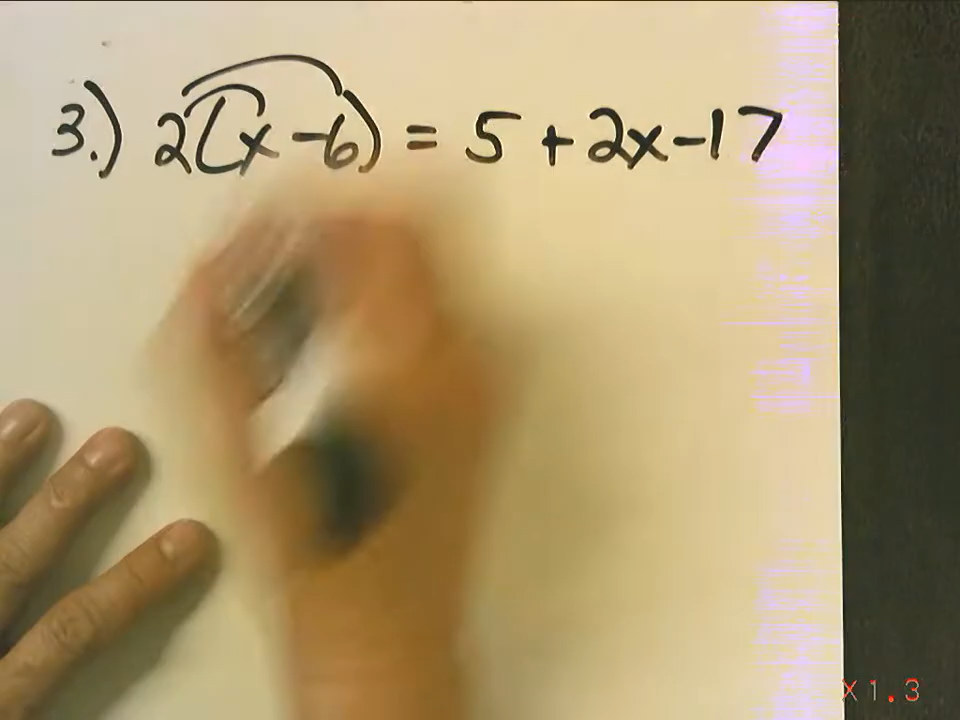 3.) 2(x-6) = 5 + 2x-17
X1.3